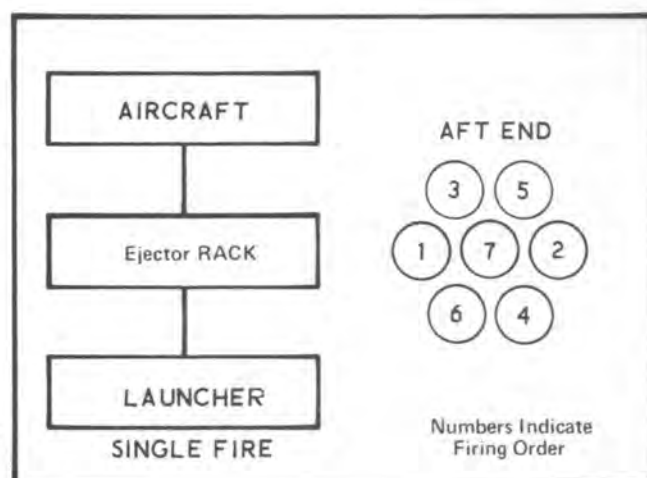 AIRCRAFT
Ejector RACK
LAUNCHER
SINGLE FIRE
AFT END
3 5
1 7 2
6 4
Numbers Indicate
Firing Order